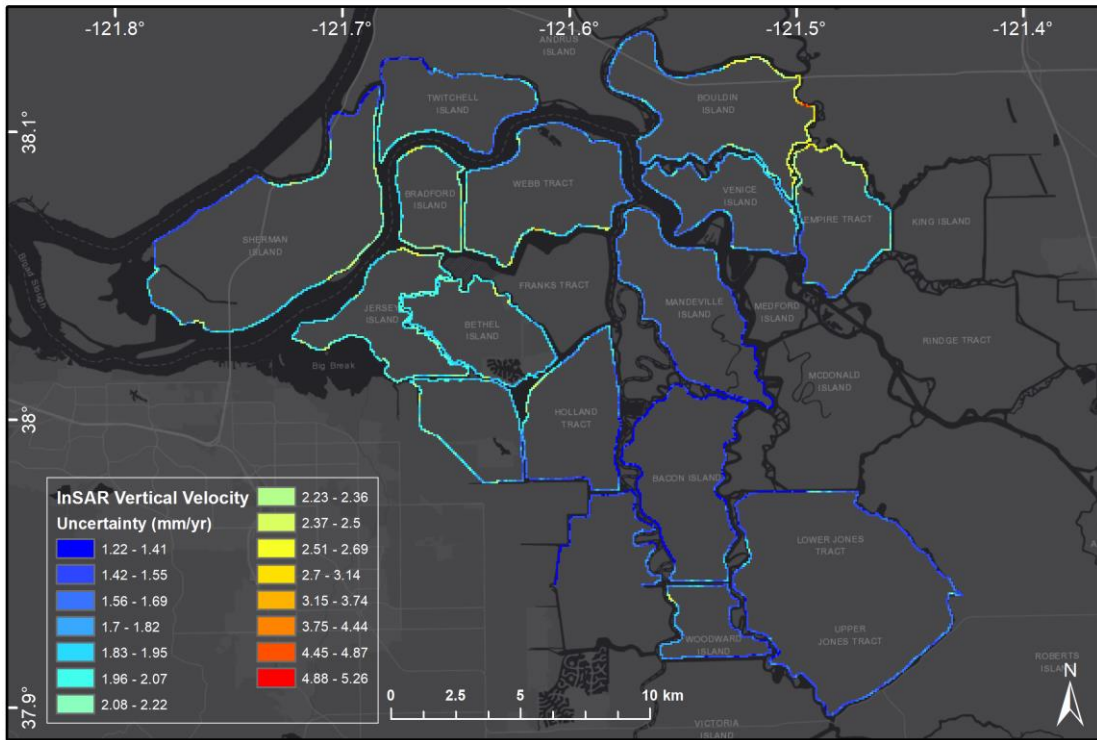 -121.8°
-121.7°
-121.6°
-121.5°
-121.4°
38.1°
38°
37.9°
ANDRUS
ISLAND
TWITCHELL
ISLAND
BOULDIN
ISLAND
BRADFORD
ISLAND
WEBB TRACT
VENICE
ISLAND
EMPIRE TRACT
KING ISLAND
SHERMAN
ISLAND
Broad Slough
JERSEY
ISLAND
BETHEL
ISLAND
FRANKS TRACT
MANDEVILLE
ISLAND
MEDFORD
ISLAND
RINDGE TRACT
Big Break
MCDONALD
ISLAND
HOLLAND
TRACT
BACON ISLAND
LOWER JONES
TRACT
UPPER
JONES TRACT
WOODWARD
ISLAND
ROBERTS
ISLAND
VICTORIA
ISLAND
InSAR Vertical Velocity
Uncertainty (mm/yr)
1.22 - 1.41
1.42 - 1.55
1.56 - 1.69
1.7 - 1.82
1.83 - 1.95
1.96 - 2.07
2.08 - 2.22
2.23 - 2.36
2.37 - 2.5
2.51 - 2.69
2.7 - 3.14
3.15 - 3.74
3.75 - 4.44
4.45 - 4.87
4.88 - 5.26
0 2.5 5 10 km
N